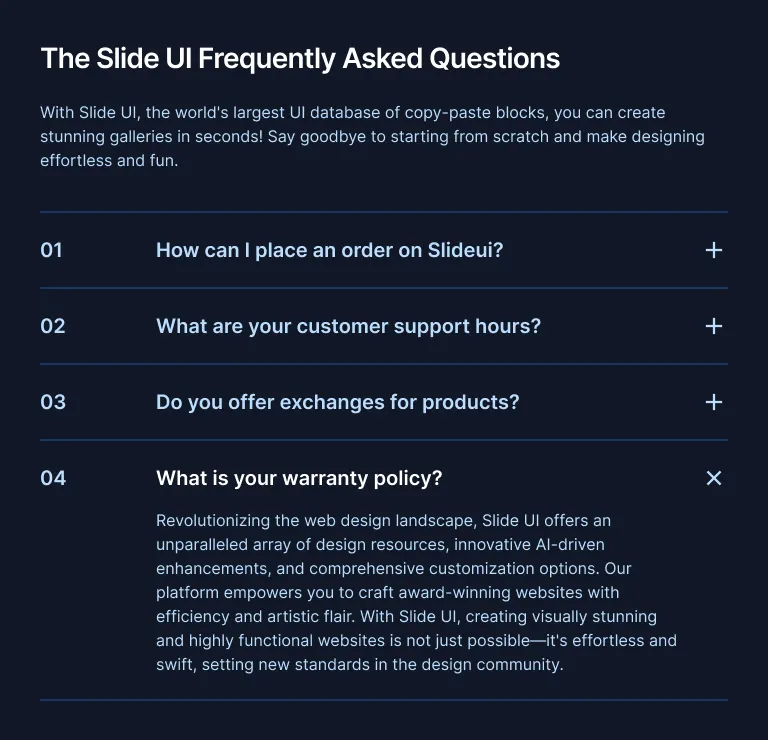 The Slide UI Frequently Asked Questions
With Slide UI, the world's largest UI database of copy-paste blocks, you can create
stunning galleries in seconds! Say goodbye to starting from scratch and make designing
effortless and fun.
01 How can I place an order on Slideui?
02 What are your customer support hours?
03 Do you offer exchanges for products?
04 What is your warranty policy?
Revolutionizing the web design landscape, Slide UI offers an
unparalleled array of design resources, innovative AI-driven
enhancements, and comprehensive customization options. Our
platform empowers you to craft award-winning websites with
efficiency and artistic flair. With Slide UI, creating visually stunning
and highly functional websites is not just possible—it's effortless and
swift, setting new standards in the design community.